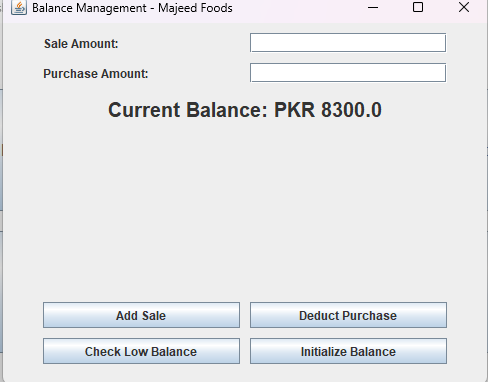 Balance Management - Majeed Foods
Sale Amount:
Purchase Amount:
Current Balance: PKR 8300.0
Add Sale
Deduct Purchase
Check Low Balance
Initialize Balance